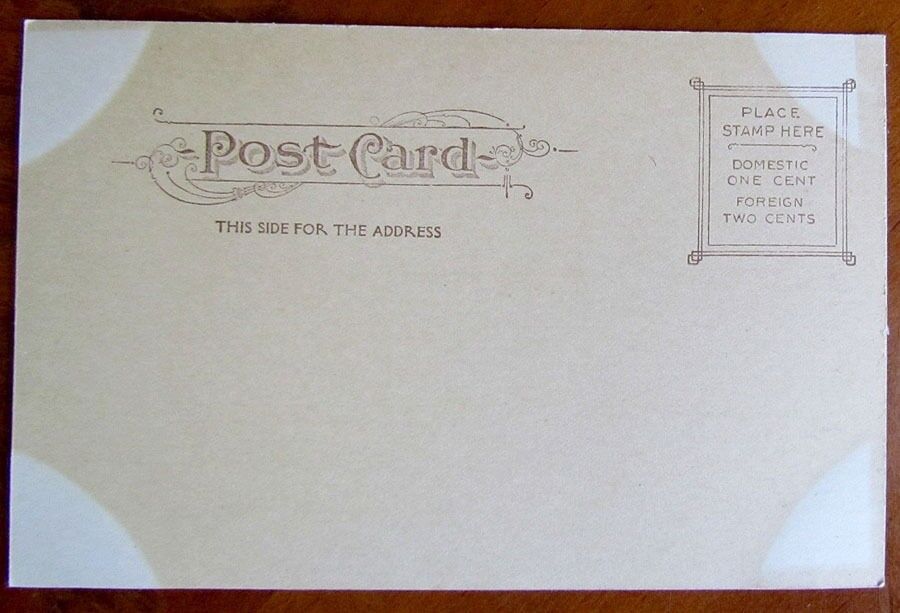 Post Card
THIS SIDE FOR THE ADDRESS
PLACE
STAMP HERE
DOMESTIC
ONE CENT
FOREIGN
TWO CENTS